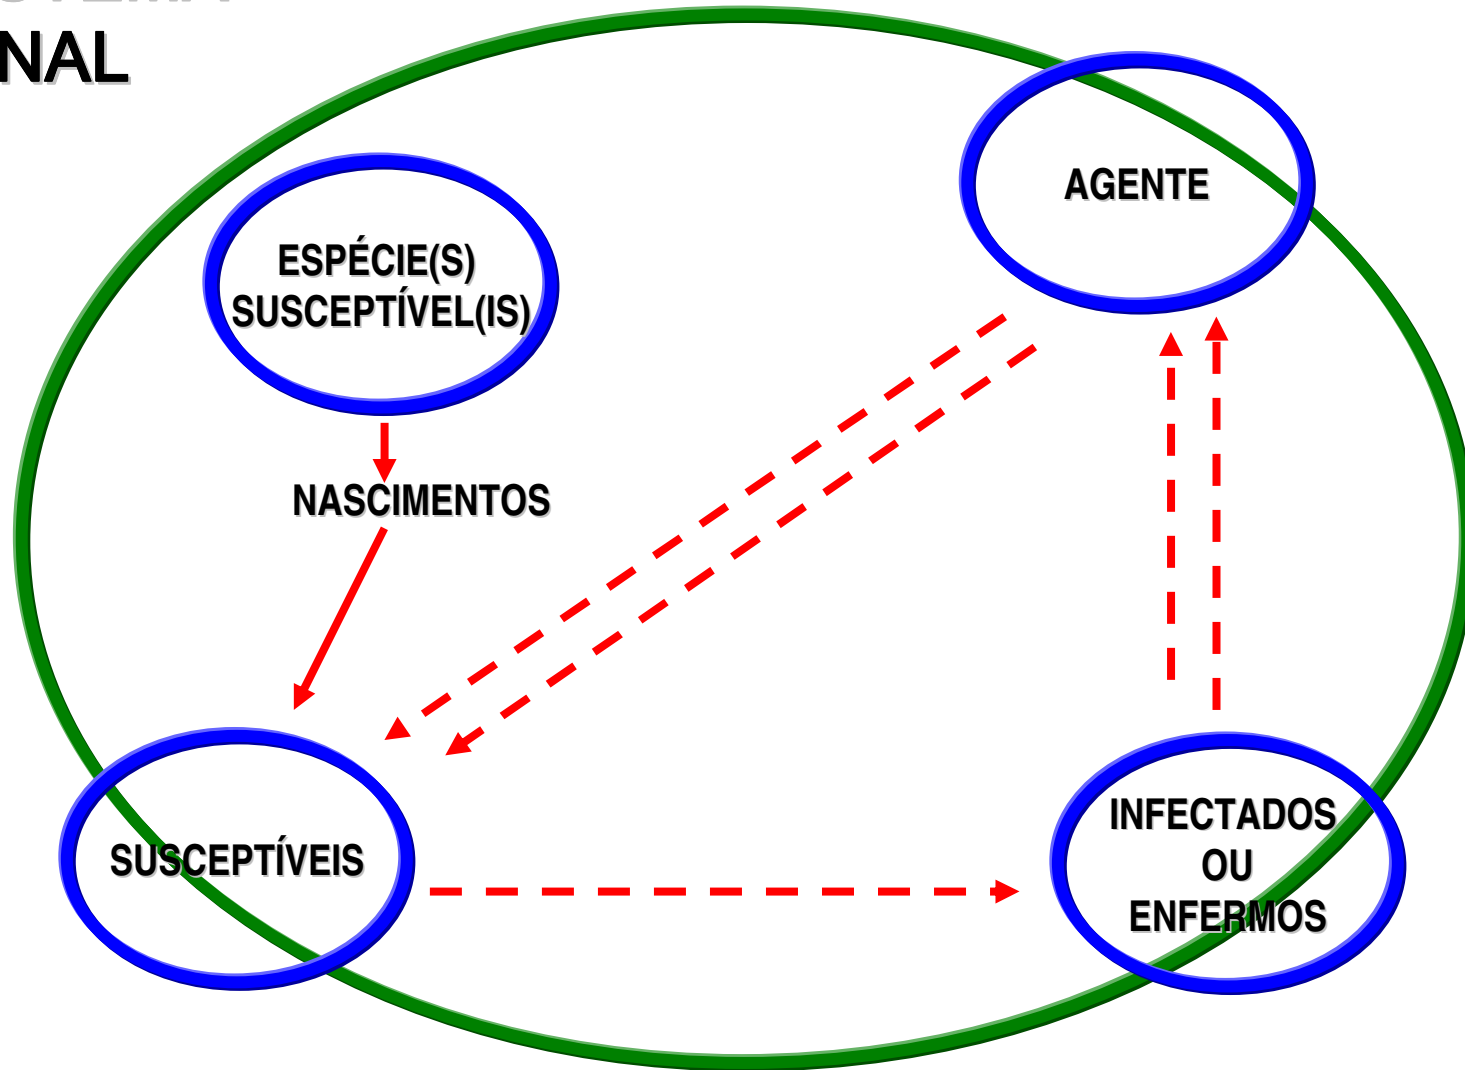 NAL
AGENTE
ESPÉCIE(S)
SUSCEPTÍVEL(IS)
NASCIMENTOS
SUSCEPTÍVEIS
INFECTADOS
OU
ENFERMOS